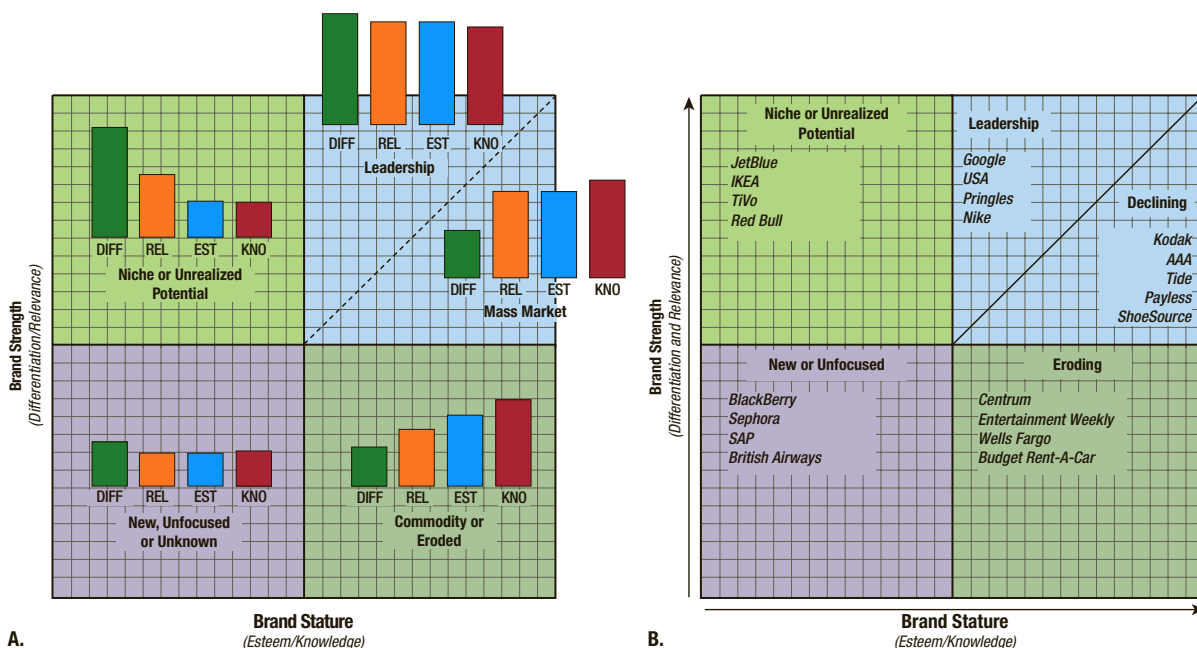 DIFF REL EST KNO
Leadership
DIFF REL EST KNO
Niche or Unrealized
Potential
DIFF REL EST KNO
Mass Market
DIFF REL EST KNO
New, Unfocused
or Unknown
DIFF REL EST KNO
Commodity or
Eroded
Brand Strength
(Differentiation/Relevance)
Brand Stature
(Esteem/Knowledge)
A.
Niche or Unrealized
Potential
JetBlue
IKEA
TiVo
Red Bull
Leadership
Google
USA
Pringles
Nike
Declining
Kodak
AAA
Tide
Payless
ShoeSource
New or Unfocused
BlackBerry
Sephora
SAP
British Airways
Eroding
Centrum
Entertainment Weekly
Wells Fargo
Budget Rent-A-Car
Brand Strength
(Differentiation and Relevance)
Brand Stature
(Esteem/Knowledge)
B.